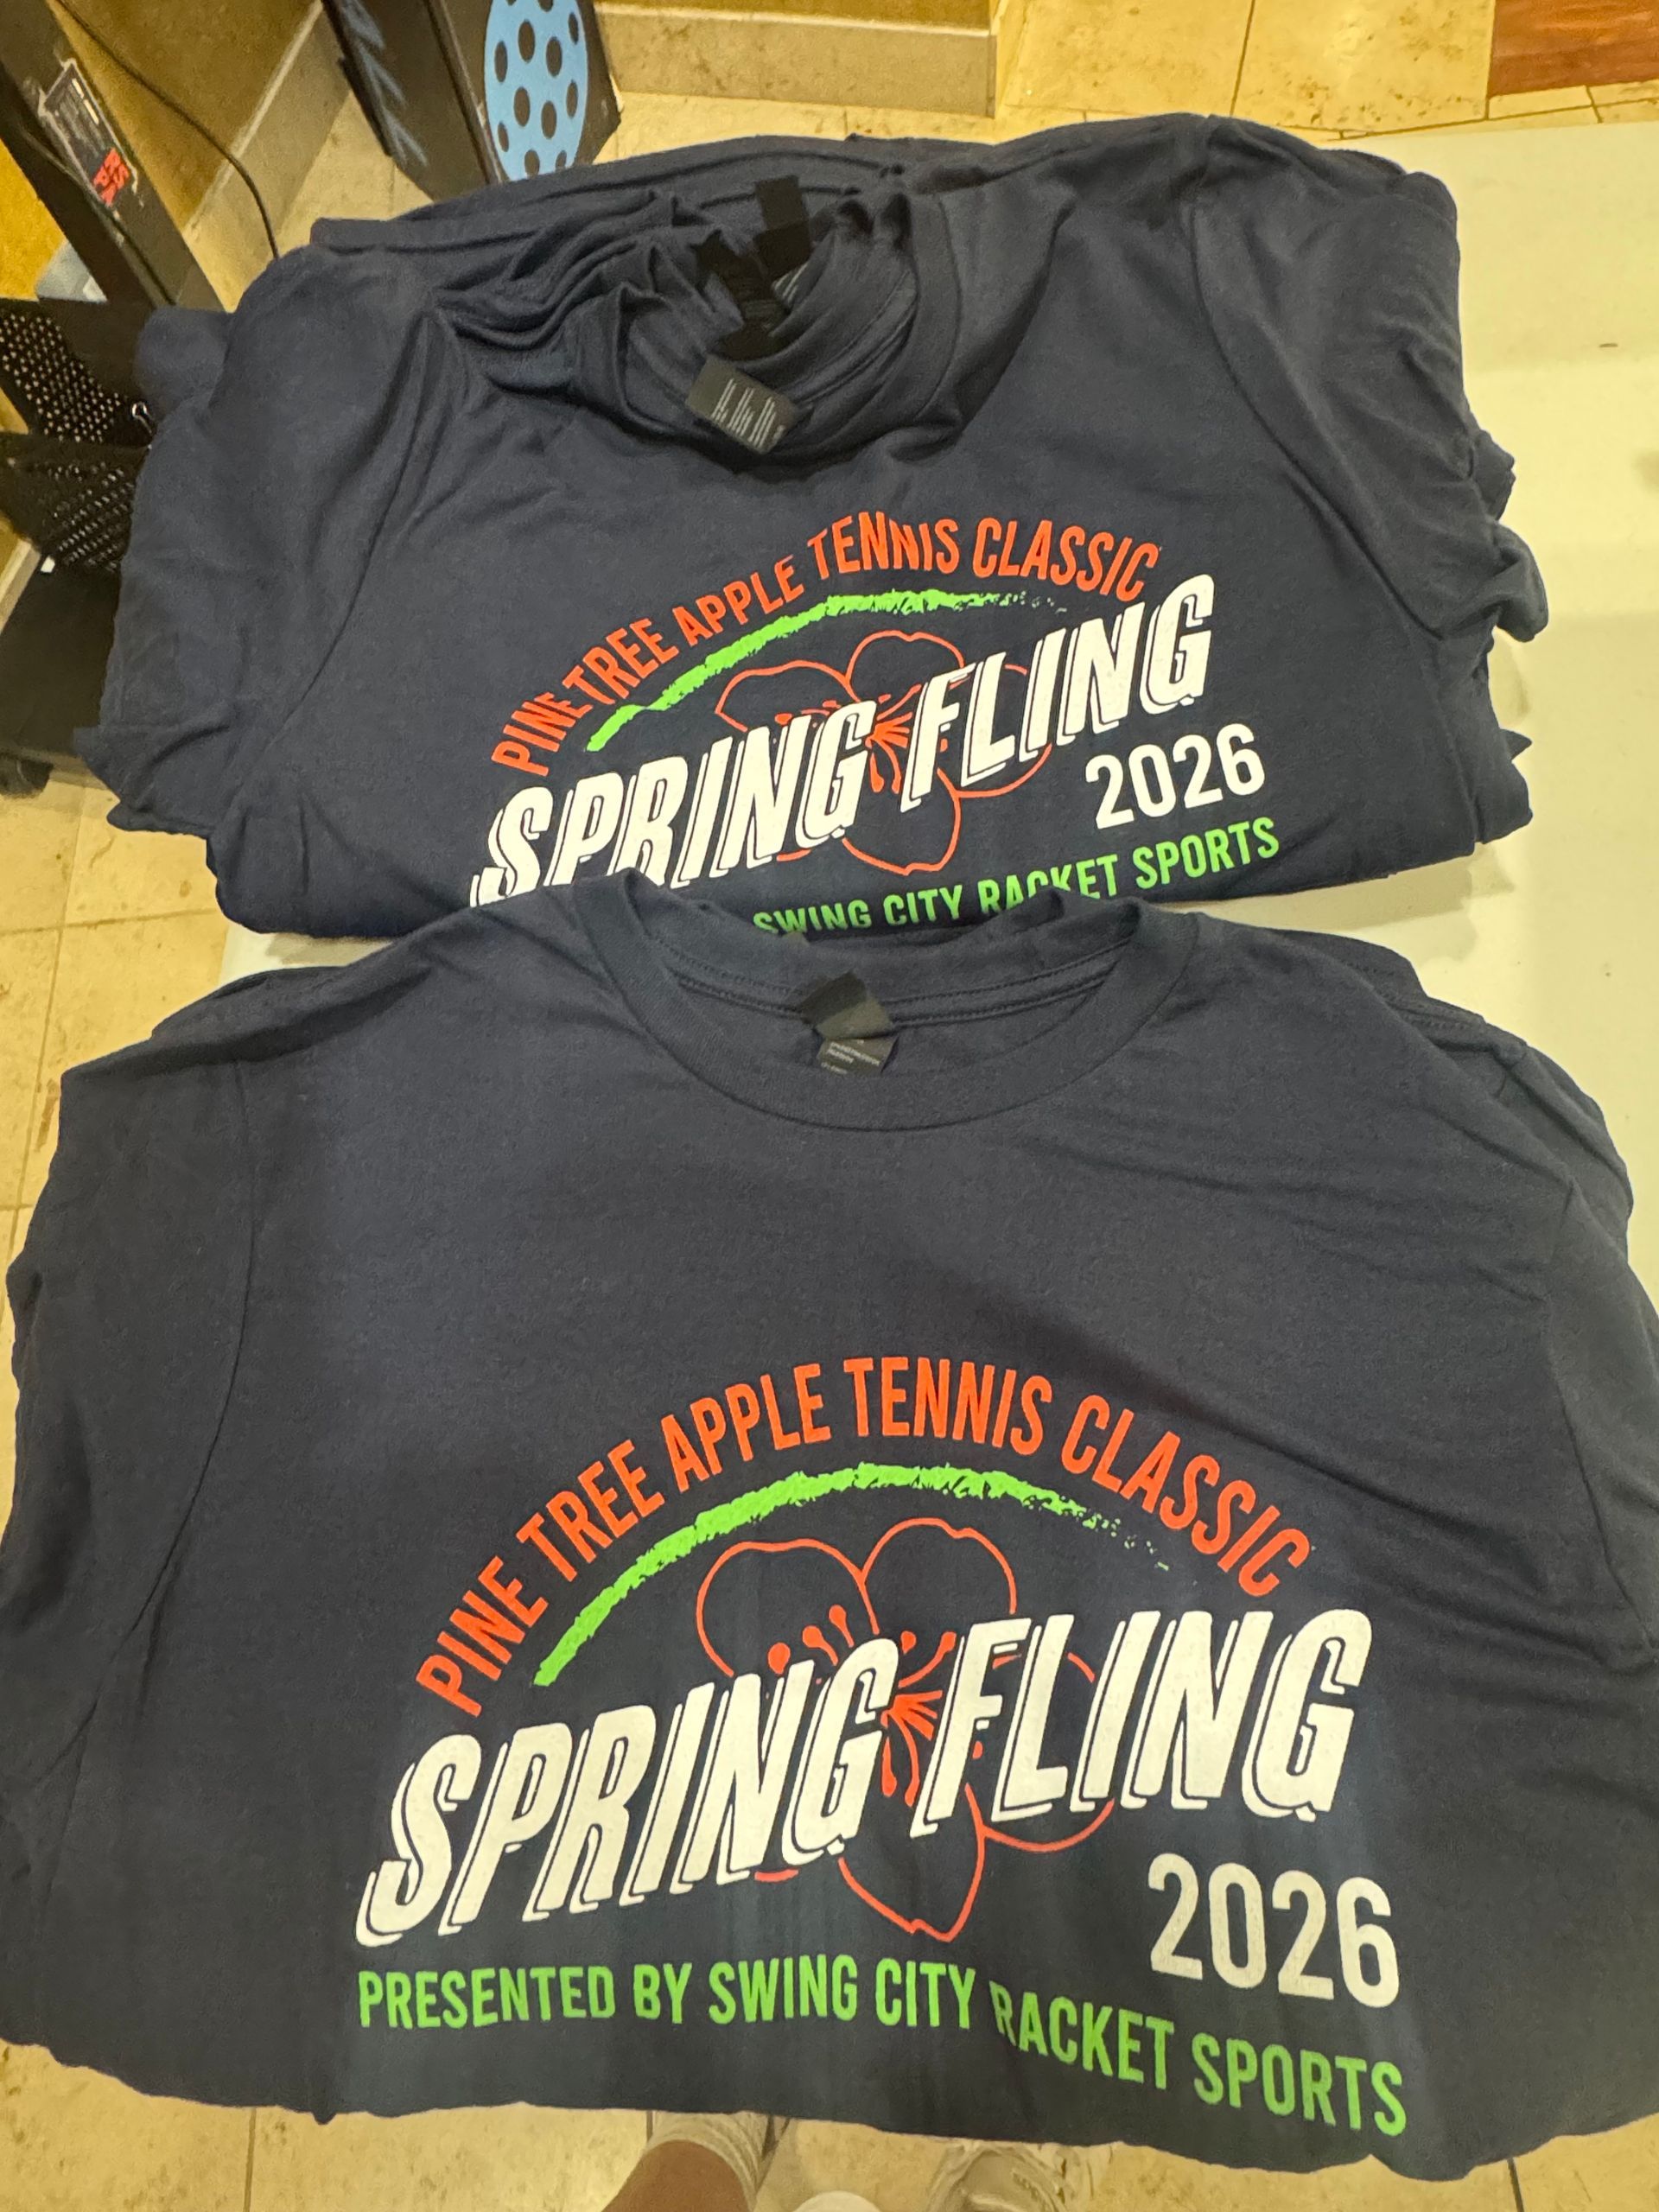 PINE TREE APPLE TENNIS CLASSIC
SPRING FLING
2026
SWING CITY RACKET SPORTS
PINE TREE APPLE TENNIS CLASSIC
SPRING FLING
2026
PRESENTED BY SWING CITY RACKET SPORTS